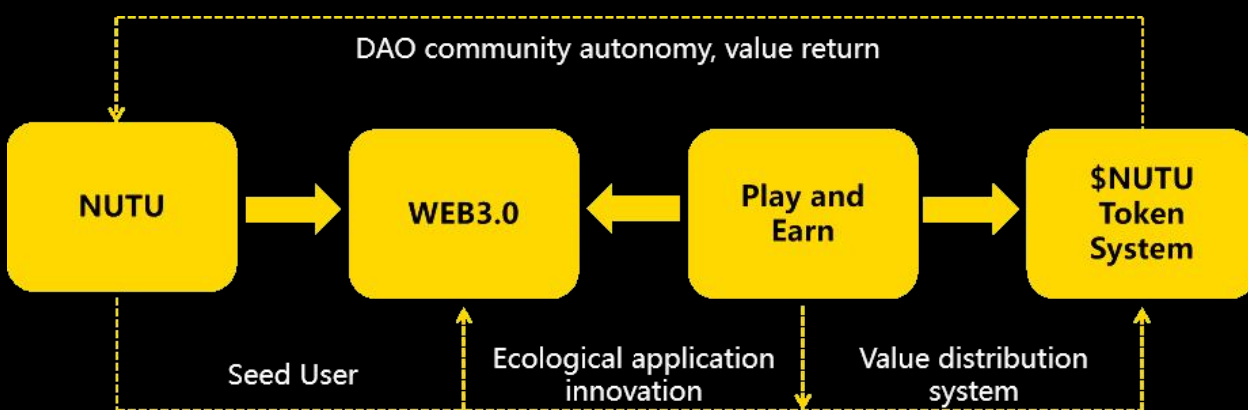 DAO community autonomy, value return
NUTU
WEB3.0
Play and
Earn
$NUTU
Token
System
Seed User
Ecological application
innovation
Value distribution
system